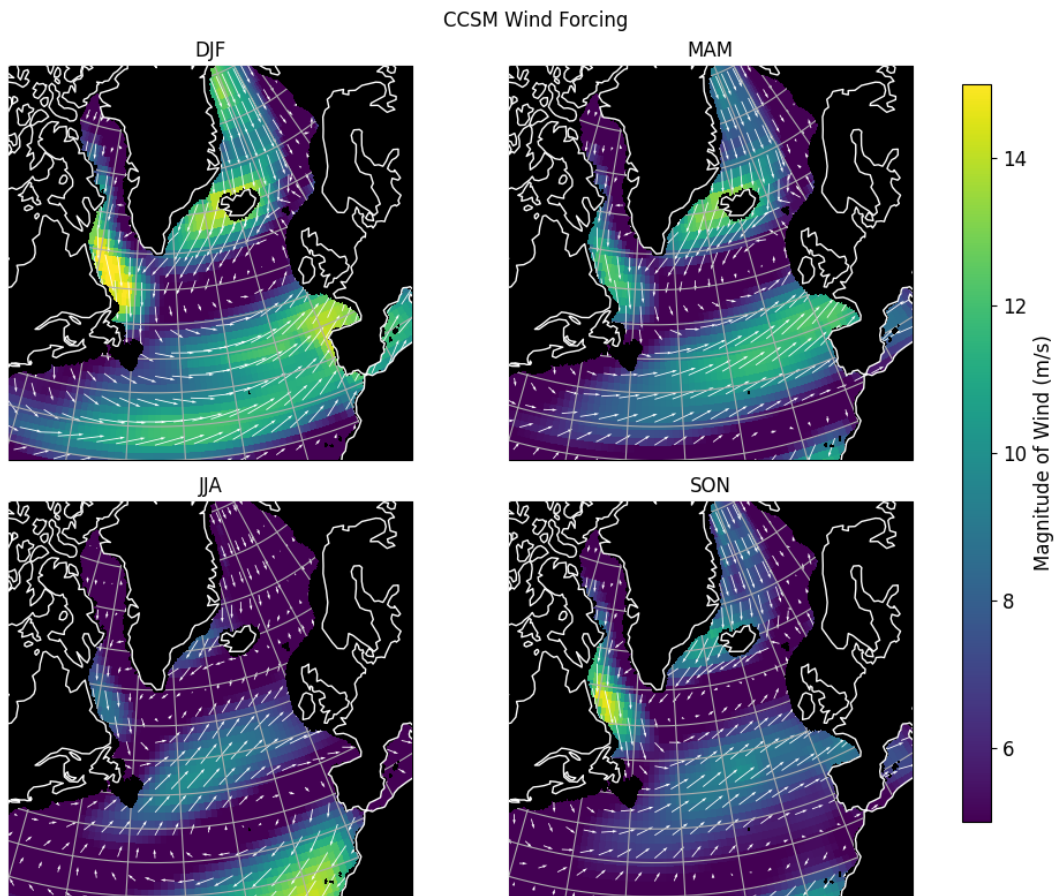 CCSM Wind Forcing
DJF
MAM
14
12
10
8
6
Magnitude of Wind (m/s)
JJA
SON